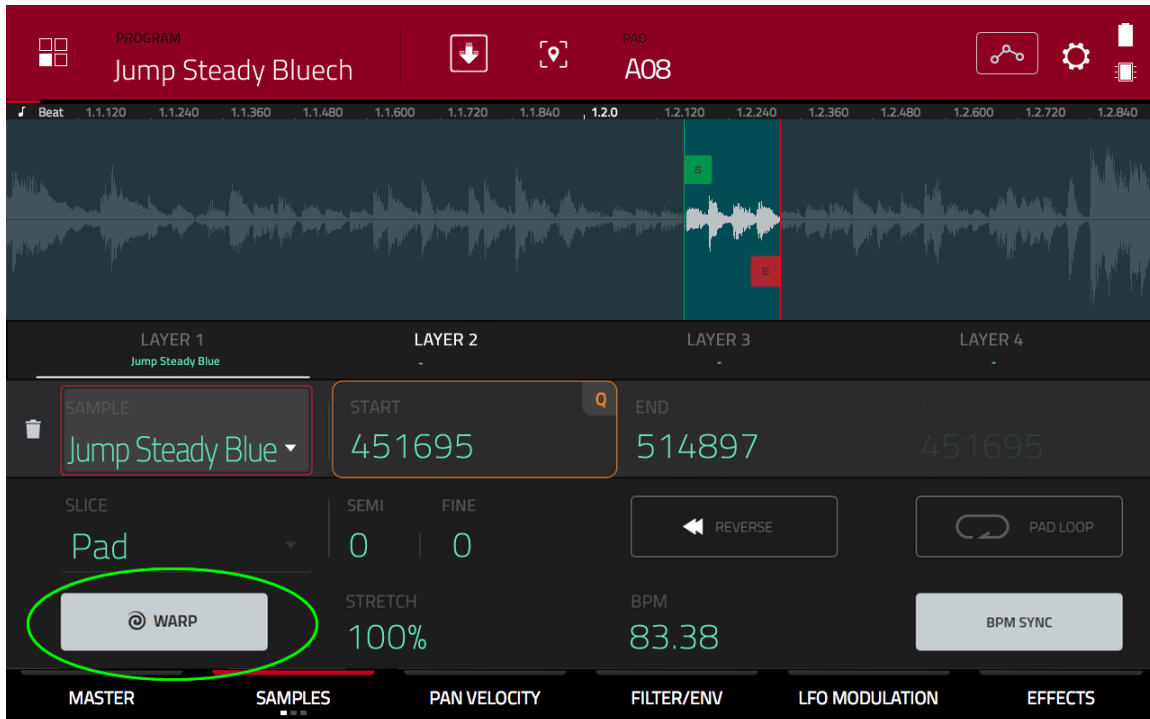 PROGRAM
Jump Steady Bluech
PAD
A08
Beat 1.1.120 1.1.240 1.1.360 1.1.480 1.1.600 1.1.720 1.1.840 1.2.0 1.2.120 1.2.240 1.2.360 1.2.480 1.2.600 1.2.720 1.2.840
S
E
LAYER 1 LAYER 2 LAYER 3 LAYER 4
Jump Steady Blue - - -
SAMPLE START Q END LOOP
Jump Steady Blue 451695 514897 451695
SLICE SEMI FINE
Pad 0 0 REVERSE PAD LOOP
STRETCH BPM
WARP 100% 83.38 BPM SYNC
MASTER SAMPLES PAN VELOCITY FILTER/ENV LFO MODULATION EFFECTS